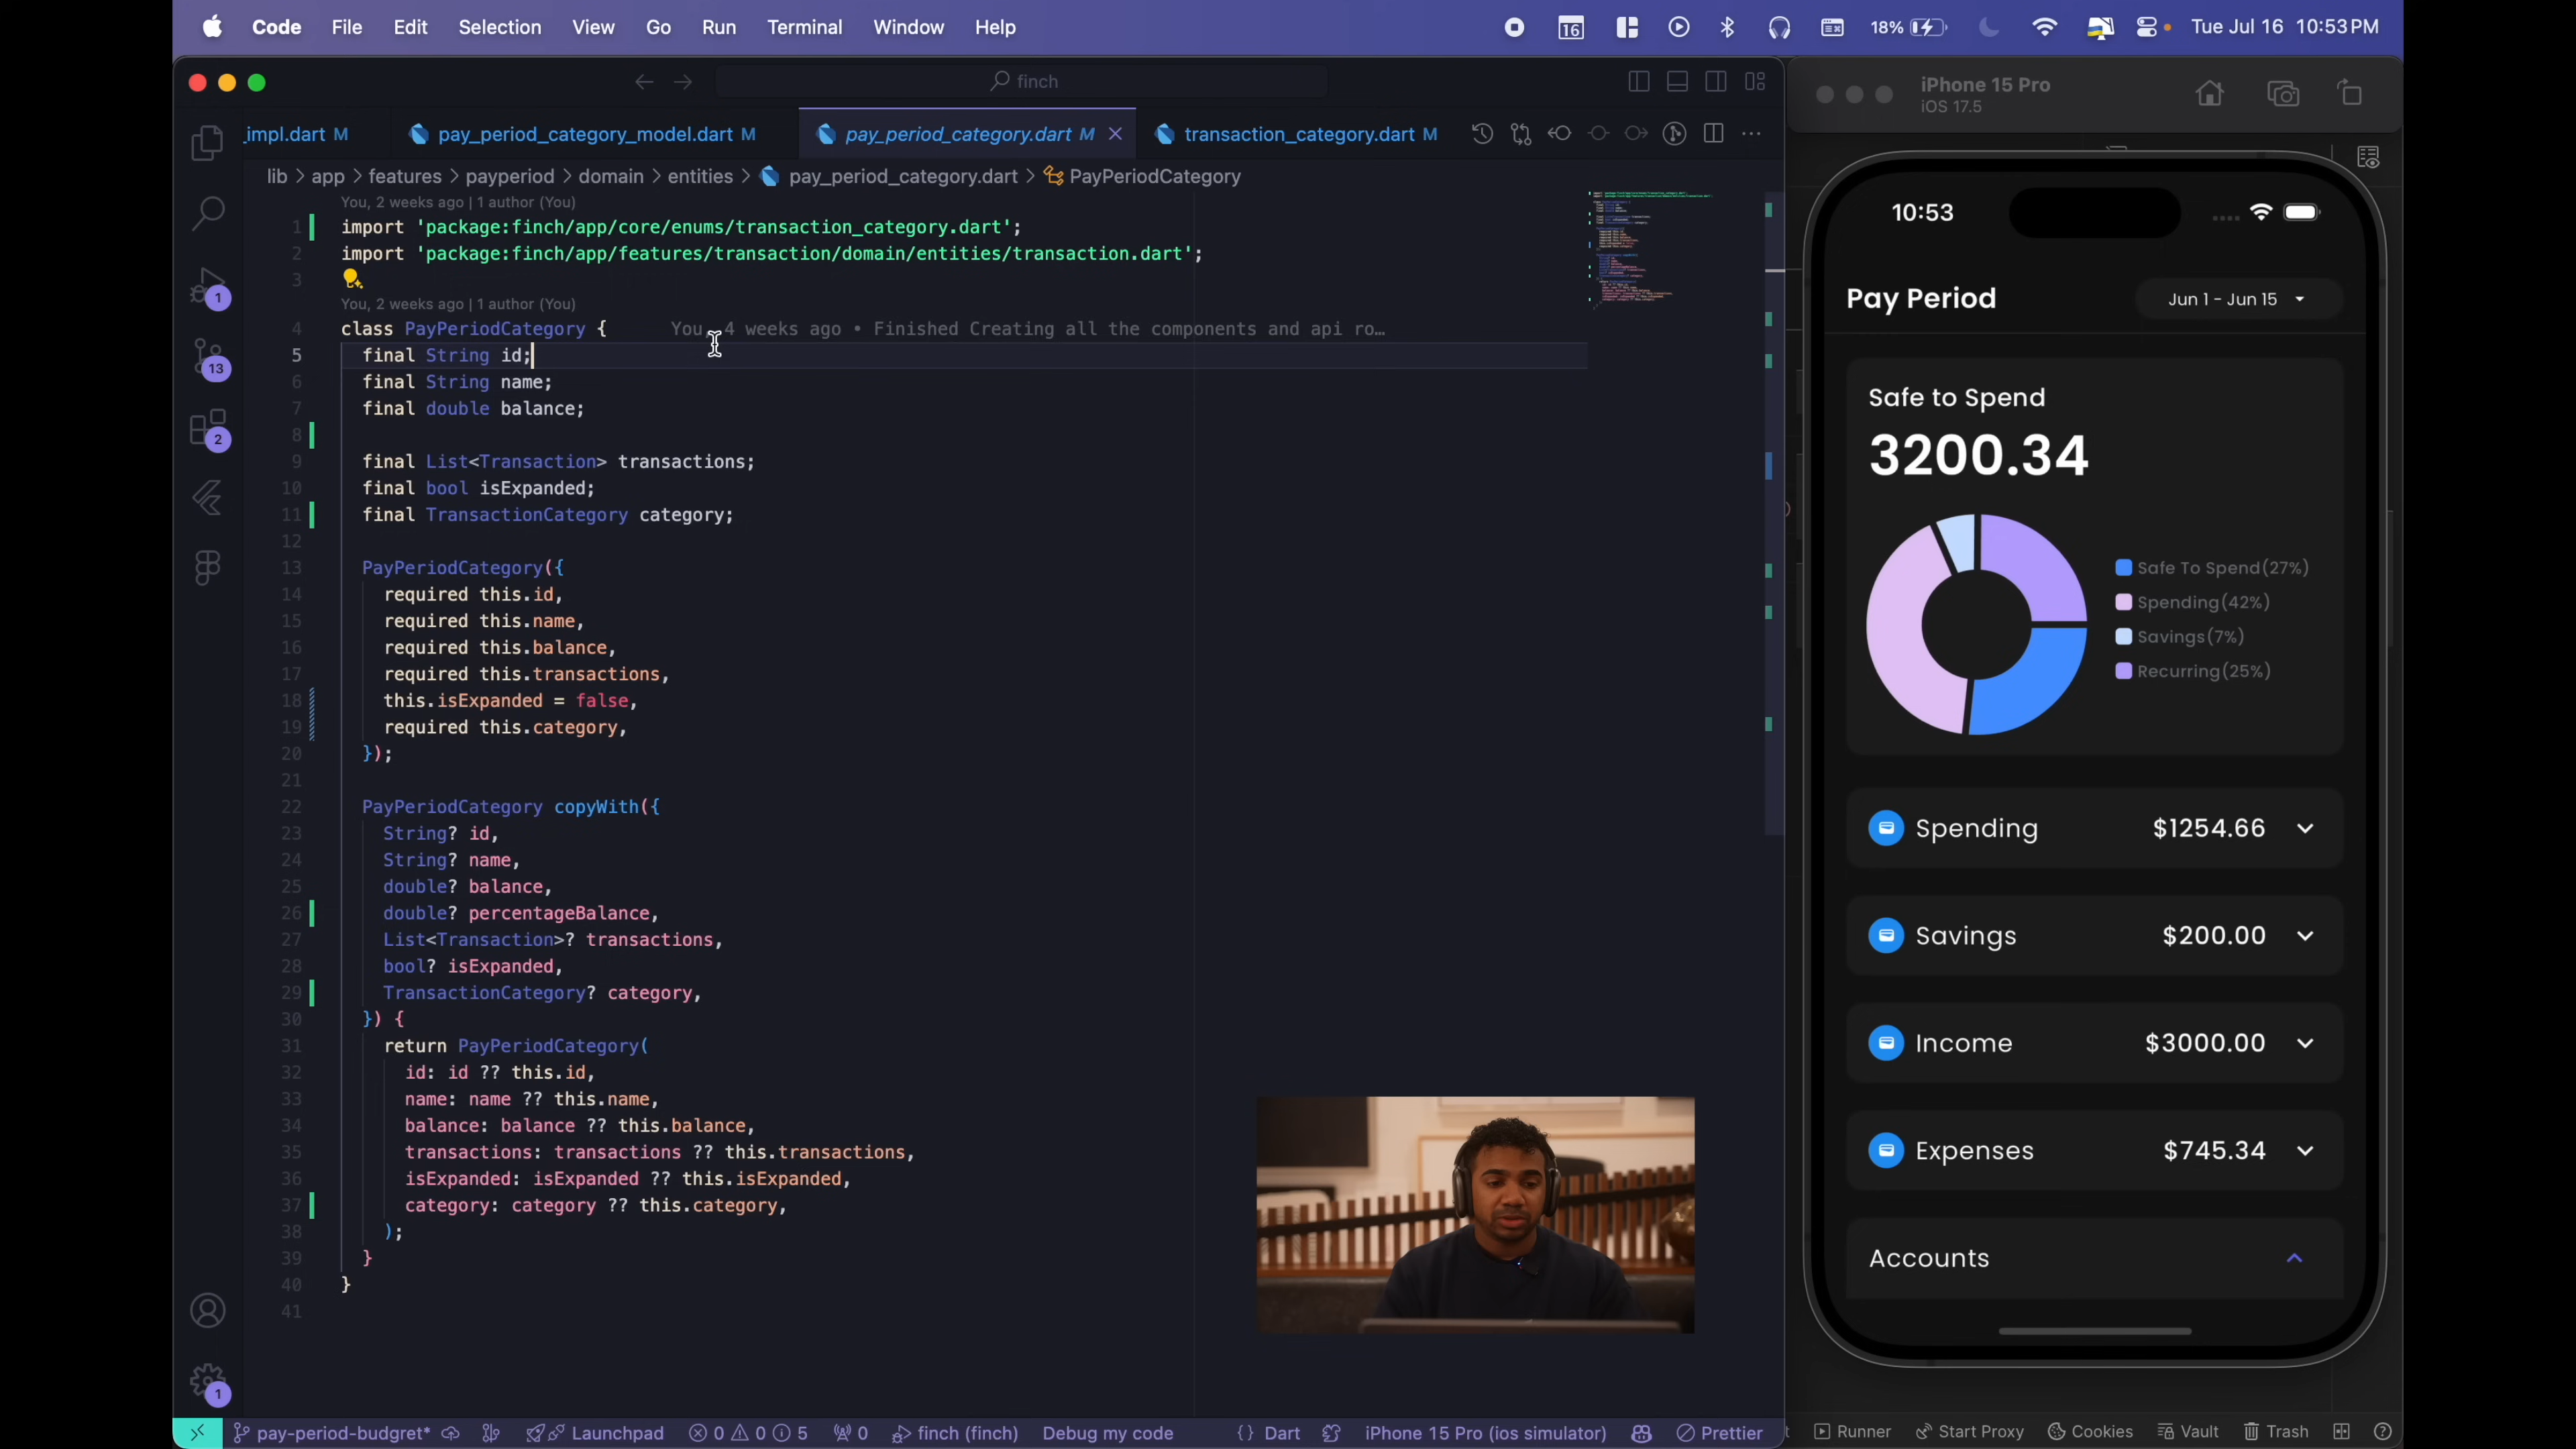 Code File Edit Selection View Go Run Terminal Window Help
16 18% Tue Jul 16 10:53 PM
finch
_impl.dart M pay_period_category_model.dart M pay_period_category.dart M transaction_category.dart M
lib > app > features > payperiod > domain > entities > pay_period_category.dart > PayPeriodCategory
You, 2 weeks ago | 1 author (You)
1 import 'package:finch/app/core/enums/transaction_category.dart';
2 import 'package:finch/app/features/transaction/domain/entities/transaction.dart';
3
You, 2 weeks ago | 1 author (You)
4 class PayPeriodCategory { You, 4 weeks ago • Finished Creating all the components and api ro…
5 final String id;
6 final String name;
7 final double balance;
8
9 final List<Transaction> transactions;
10 final bool isExpanded;
11 final TransactionCategory category;
12
13 PayPeriodCategory({
14 required this.id,
15 required this.name,
16 required this.balance,
17 required this.transactions,
18 this.isExpanded = false,
19 required this.category,
20 });
21
22 PayPeriodCategory copyWith({
23 String? id,
24 String? name,
25 double? balance,
26 double? percentageBalance,
27 List<Transaction>? transactions,
28 bool? isExpanded,
29 TransactionCategory? category,
30 }) {
31 return PayPeriodCategory(
32 id: id ?? this.id,
33 name: name ?? this.name,
34 balance: balance ?? this.balance,
35 transactions: transactions ?? this.transactions,
36 isExpanded: isExpanded ?? this.isExpanded,
37 category: category ?? this.category,
38 );
39 }
40 }
41
1
13
2
1
pay-period-budgret* Launchpad 0 0 5 0 finch (finch) Debug my code {} Dart iPhone 15 Pro (ios simulator) Prettier
iPhone 15 Pro
iOS 17.5
10:53
Pay Period Jun 1 - Jun 15
Safe to Spend
3200.34
Safe To Spend(27%)
Spending(42%)
Savings(7%)
Recurring(25%)
Spending $1254.66
Savings $200.00
Income $3000.00
Expenses $745.34
Accounts
Runner Start Proxy Cookies Vault Trash